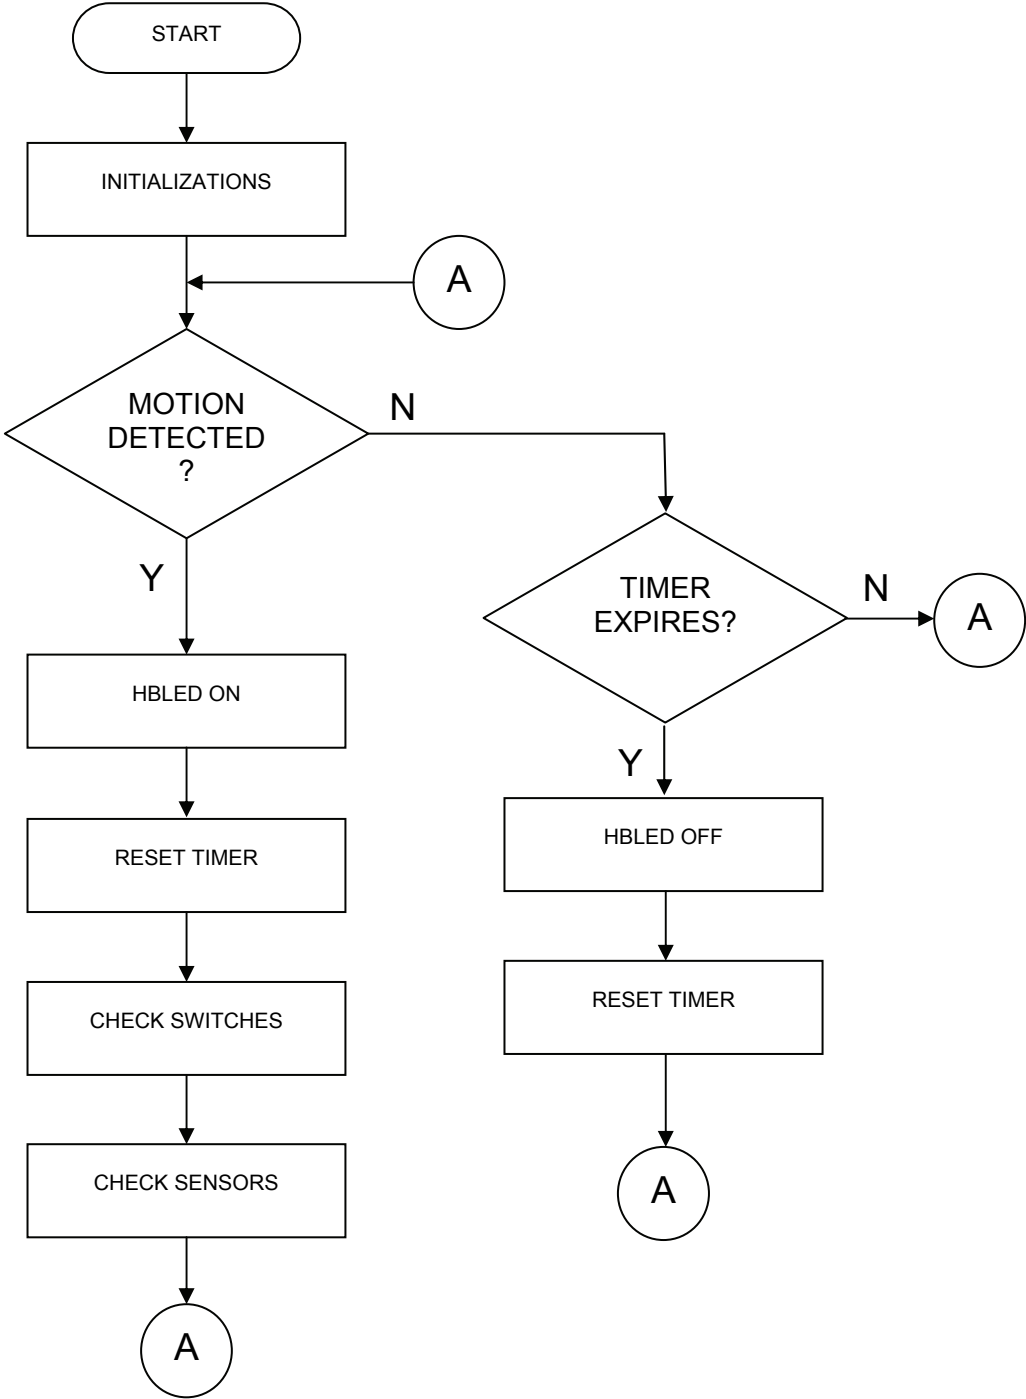 START
INITIALIZATIONS
A
MOTION
DETECTED
?
N
Y
TIMER
EXPIRES?
N
A
HBLED ON
Y
RESET TIMER
HBLED OFF
CHECK SWITCHES
RESET TIMER
CHECK SENSORS
A
A